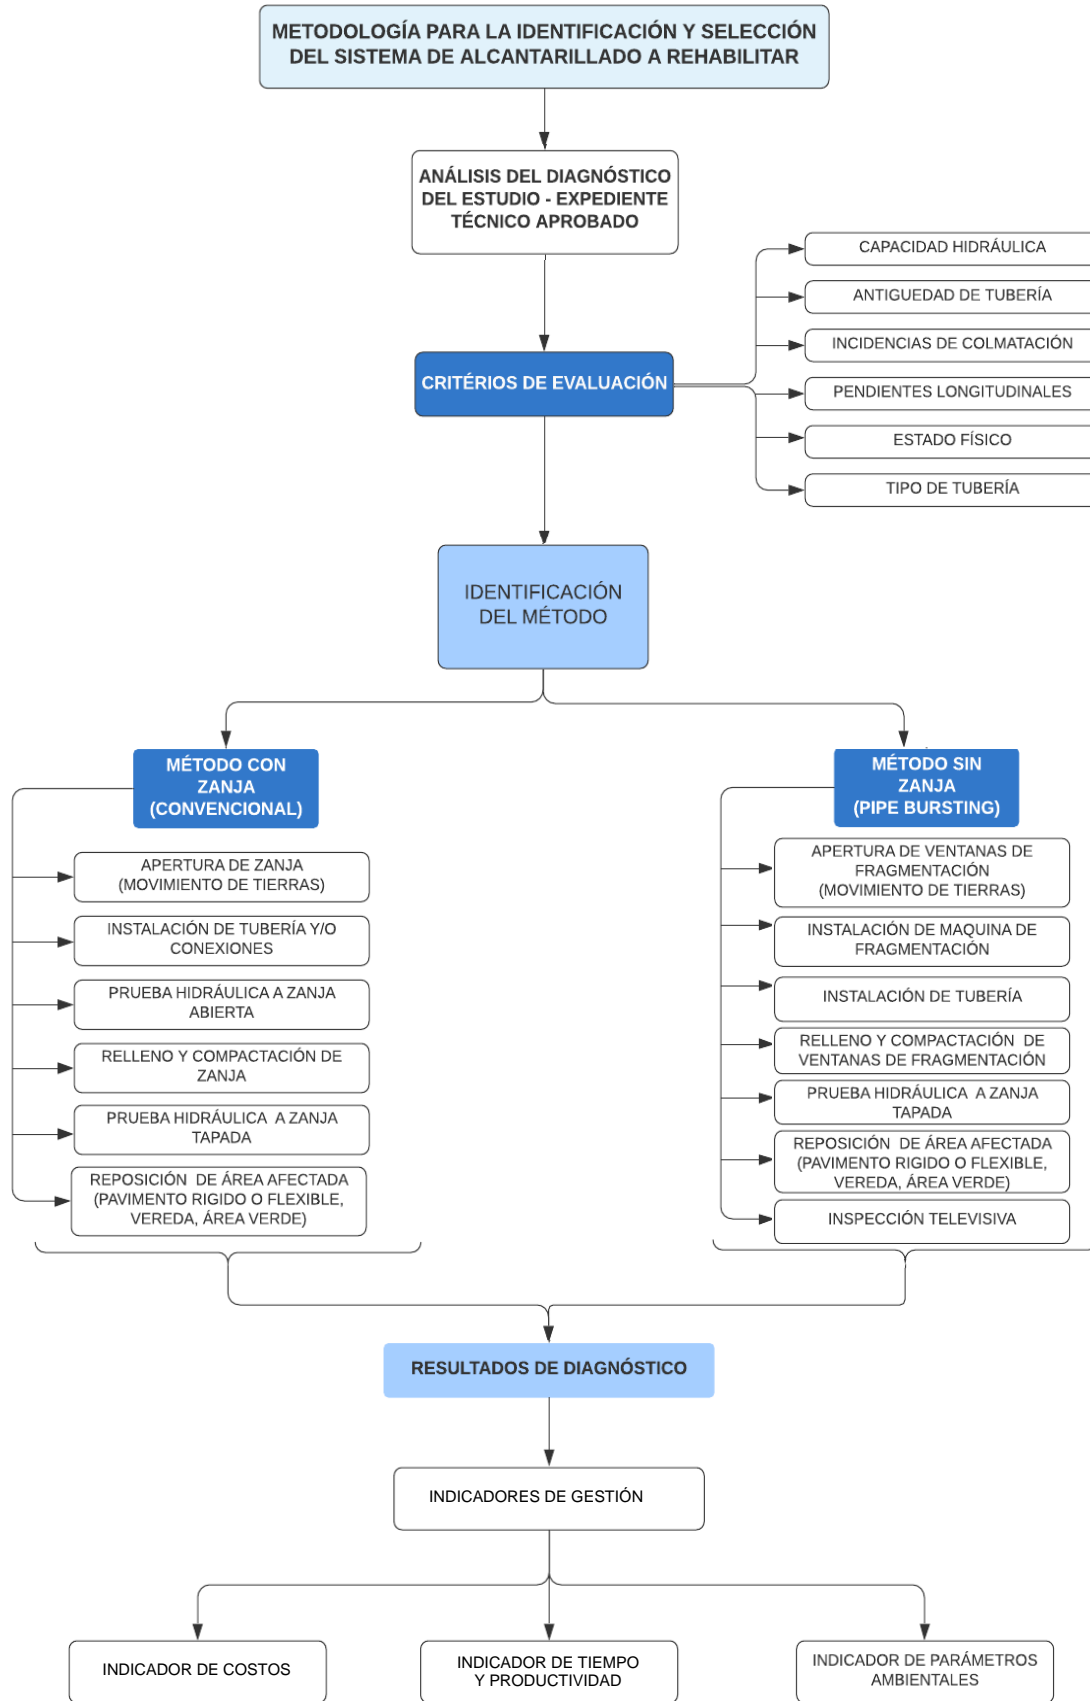 METODOLOGÍA PARA LA IDENTIFICACIÓN Y SELECCIÓN
DEL SISTEMA DE ALCANTARILLADO A REHABILITAR
ANÁLISIS DEL DIAGNÓSTICO
DEL ESTUDIO - EXPEDIENTE
TÉCNICO APROBADO
CRITÉRIOS DE EVALUACIÓN
CAPACIDAD HIDRÁULICA
ANTIGUEDAD DE TUBERÍA
INCIDENCIAS DE COLMATACIÓN
PENDIENTES LONGITUDINALES
ESTADO FÍSICO
TIPO DE TUBERÍA
IDENTIFICACIÓN
DEL MÉTODO
MÉTODO CON
ZANJA
(CONVENCIONAL)
APERTURA DE ZANJA
(MOVIMIENTO DE TIERRAS)
INSTALACIÓN DE TUBERÍA Y/O
CONEXIONES
PRUEBA HIDRÁULICA A ZANJA
ABIERTA
RELLENO Y COMPACTACIÓN DE
ZANJA
PRUEBA HIDRÁULICA  A ZANJA
TAPADA
REPOSICIÓN  DE ÁREA AFECTADA
(PAVIMENTO RIGIDO O FLEXIBLE,
VEREDA, ÁREA VERDE)
MÉTODO SIN
ZANJA
(PIPE BURSTING)
APERTURA DE VENTANAS DE
FRAGMENTACIÓN
(MOVIMIENTO DE TIERRAS)
INSTALACIÓN DE MAQUINA DE
FRAGMENTACIÓN
INSTALACIÓN DE TUBERÍA
RELLENO Y COMPACTACIÓN  DE
VENTANAS DE FRAGMENTACIÓN
PRUEBA HIDRÁULICA  A ZANJA
TAPADA
REPOSICIÓN  DE ÁREA AFECTADA
(PAVIMENTO RIGIDO O FLEXIBLE,
VEREDA, ÁREA VERDE)
INSPECCIÓN TELEVISIVA
RESULTADOS DE DIAGNÓSTICO
INDICADORES DE GESTIÓN
INDICADOR DE COSTOS
INDICADOR DE TIEMPO
Y PRODUCTIVIDAD
INDICADOR DE PARÁMETROS
AMBIENTALES